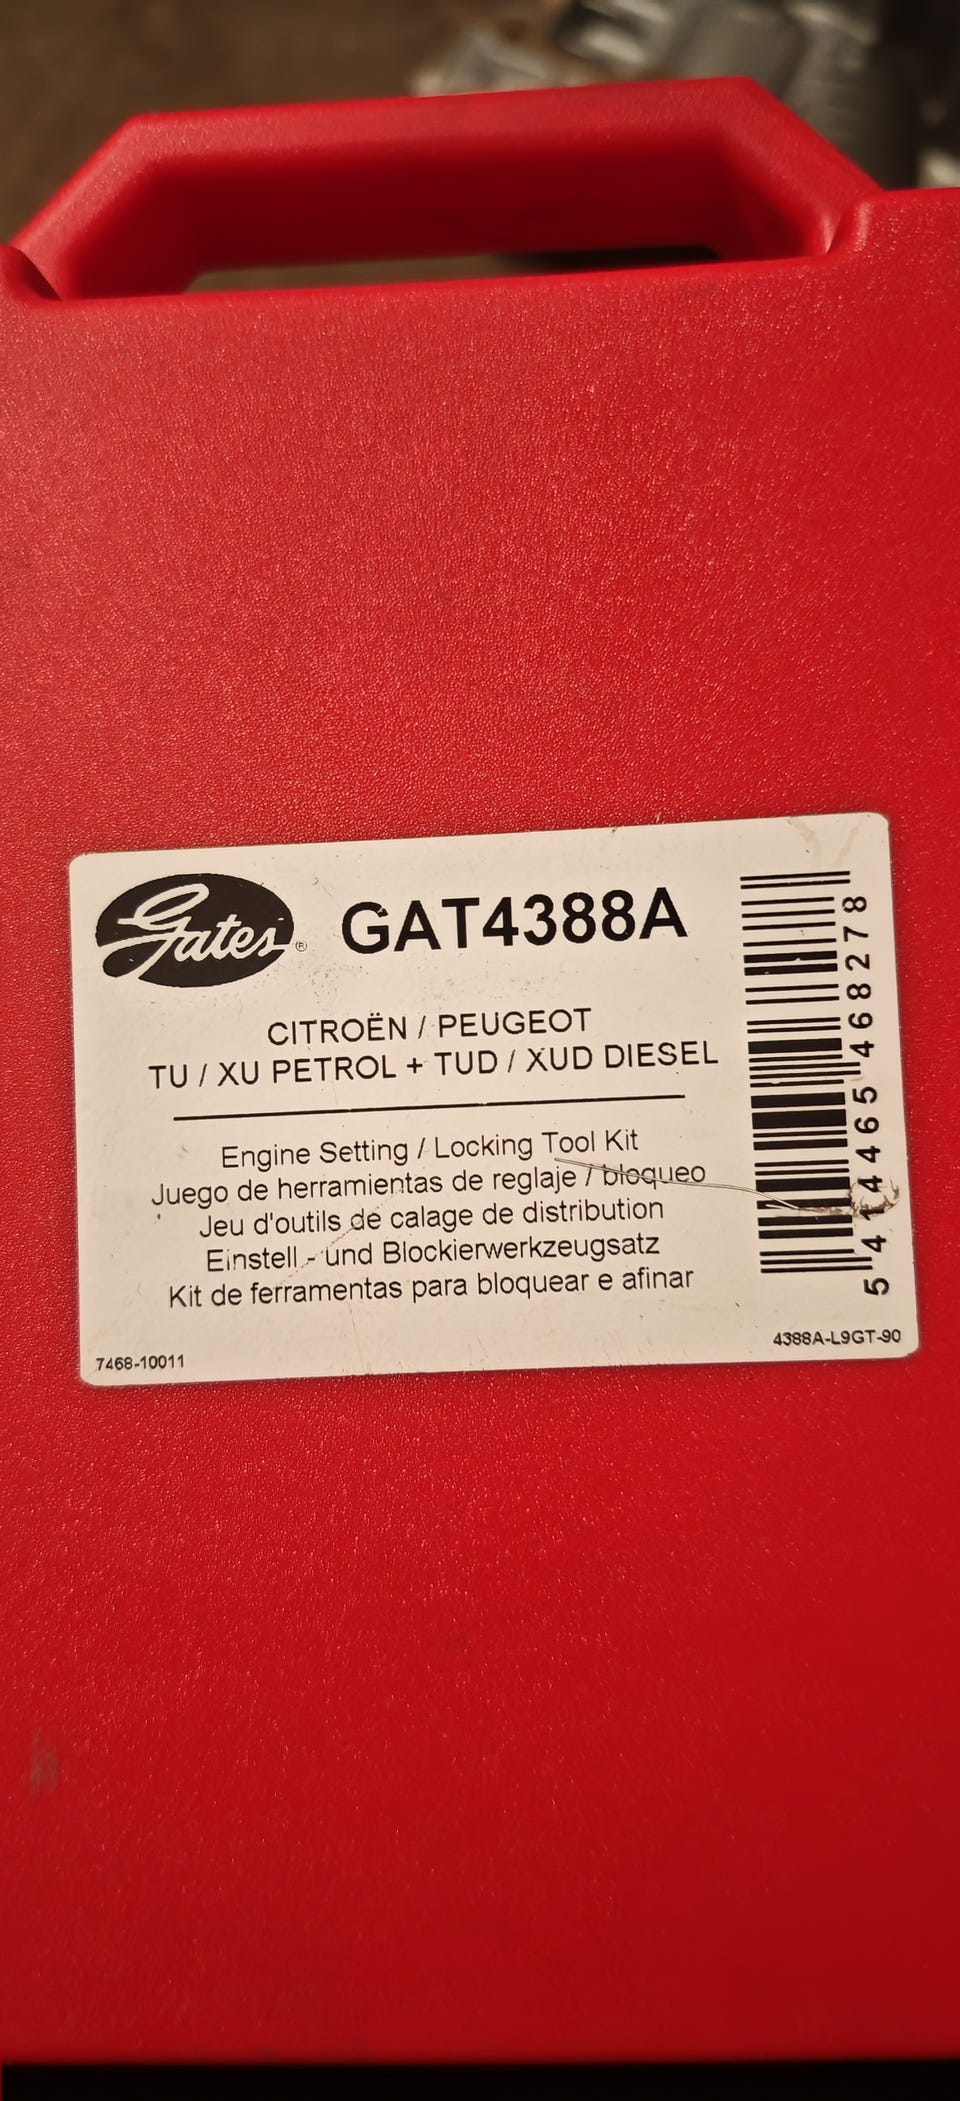 Gates®
GAT4388A
CITROËN / PEUGEOT
TU / XU PETROL + TUD / XUD DIESEL
Engine Setting / Locking Tool Kit
Juego de herramientas de reglaje / bloqueo
Jeu d'outils de calage de distribution
Einstell - und Blockierwerkzeugsatz
Kit de ferramentas para bloquear e afinar
7468-10011
4388A-L9GT-90
5 414465 468278